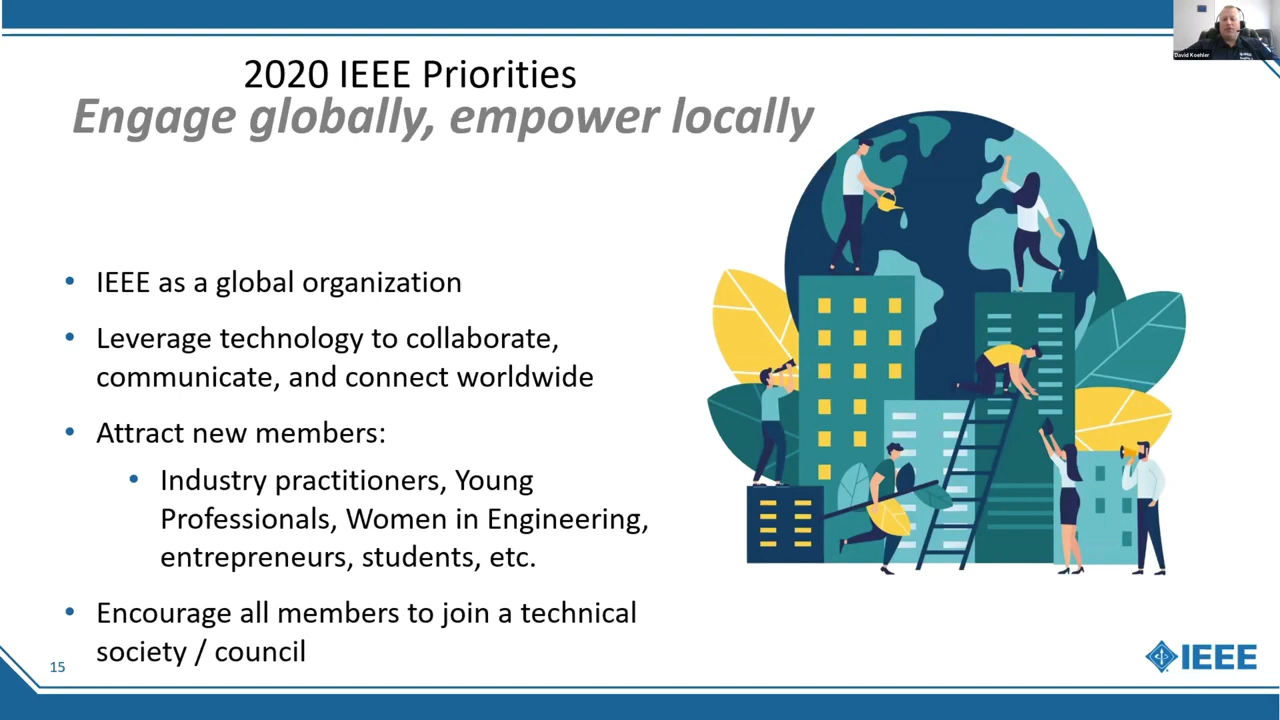 David Koehler
2020 IEEE Priorities
Engage globally, empower locally
• IEEE as a global organization
• Leverage technology to collaborate,
communicate, and connect worldwide
• Attract new members:
• Industry practitioners, Young
Professionals, Women in Engineering,
entrepreneurs, students, etc.
• Encourage all members to join a technical
society / council
15
IEEE